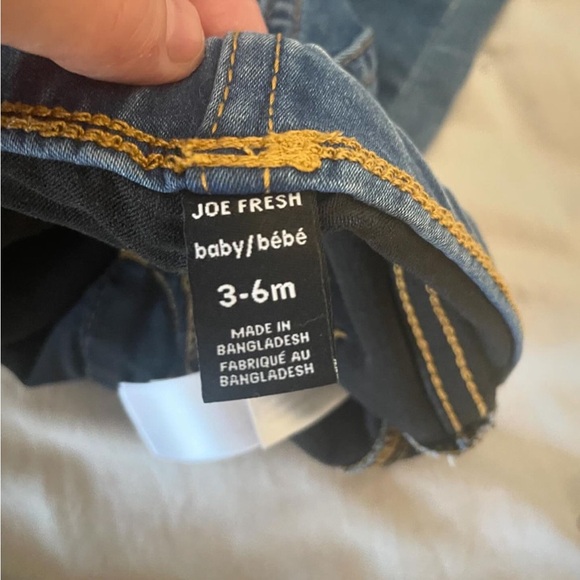 JOE FRESH
baby/bébé
3-6m
MADE IN
BANGLADESH
FABRIQUÉ AU
BANGLADESH